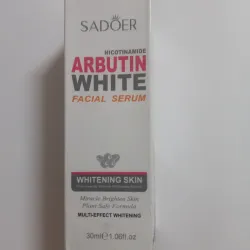 SADOER
NICOTINAMIDE
ARBUTIN
WHITE
FACIAL SERUM
WHITENING SKIN
Miracle Brighten Skin
Plant Safe Formula
MULTI-EFFECT WHITENING
30ml℮1.06fl oz